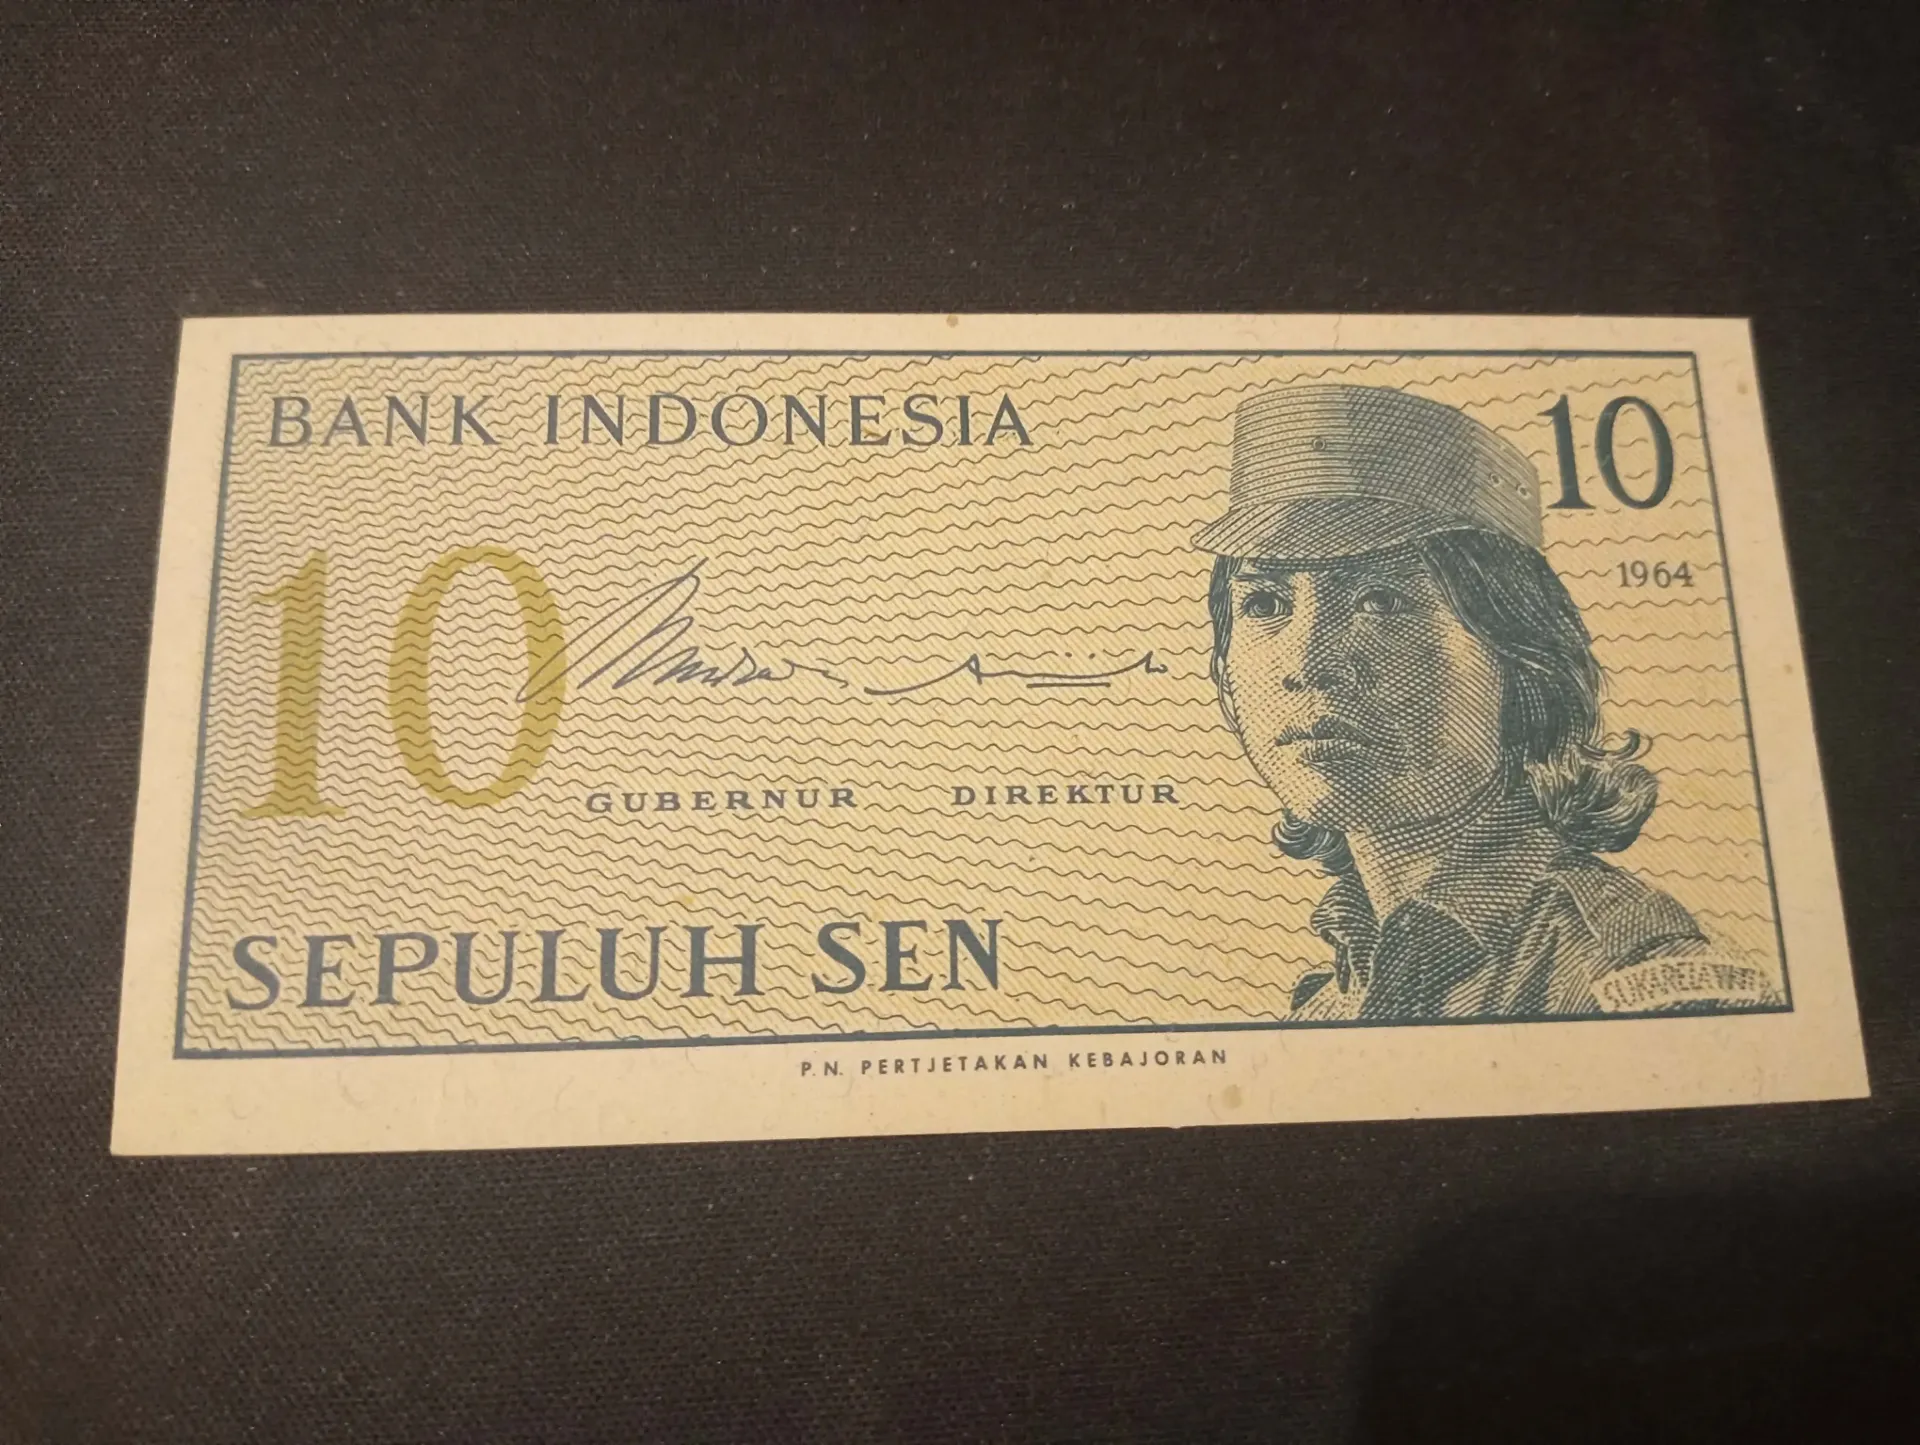 BANK INDONESIA
10
1964
10
GUBERNUR DIREKTUR
SEPULUH SEN
P.N. PERTJETAKAN KEBAJORAN